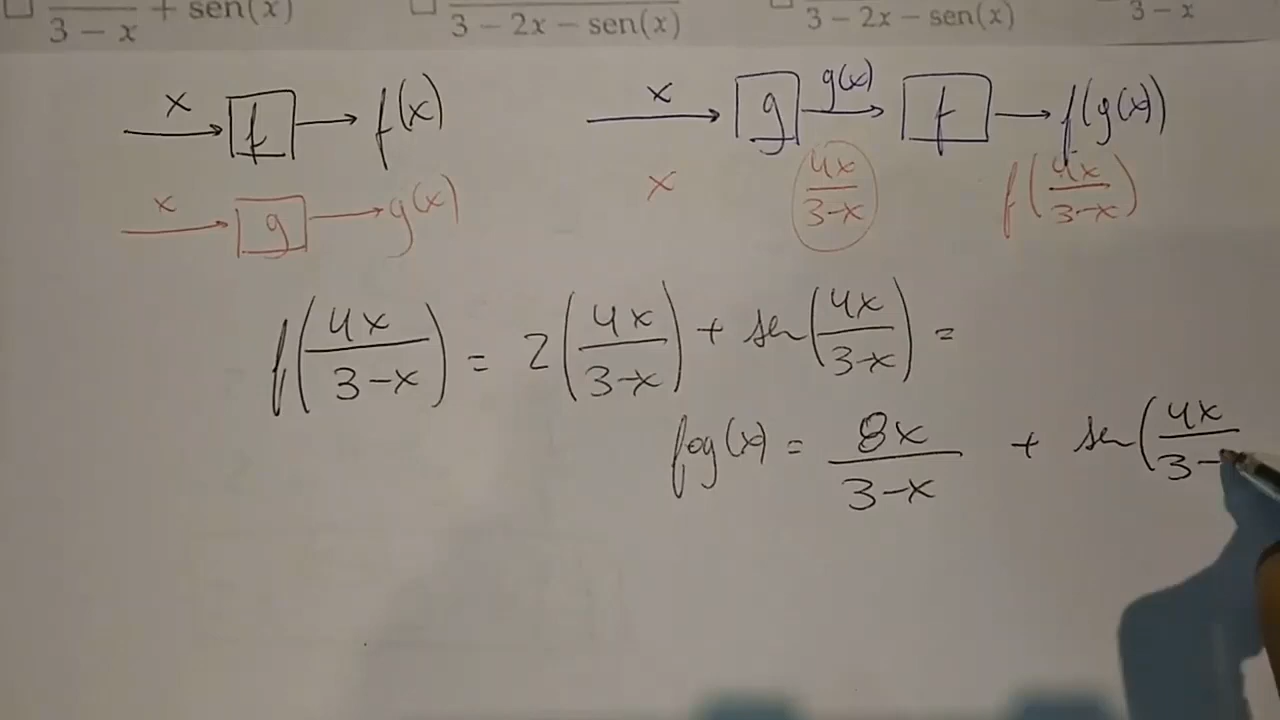 3 − x + sen(x)
3 − 2x − sen(x)
3 − 2x − sen(x)
3 − x
x f f(x)
x g g(x) f f(g(x))
x g g(x)
x 4x/(3-x) f(4x/(3-x))
f(4x/(3-x)) = 2(4x/(3-x)) + sen(4x/(3-x)) =
fog(x) = 8x/(3-x) + sen(4x/(3-